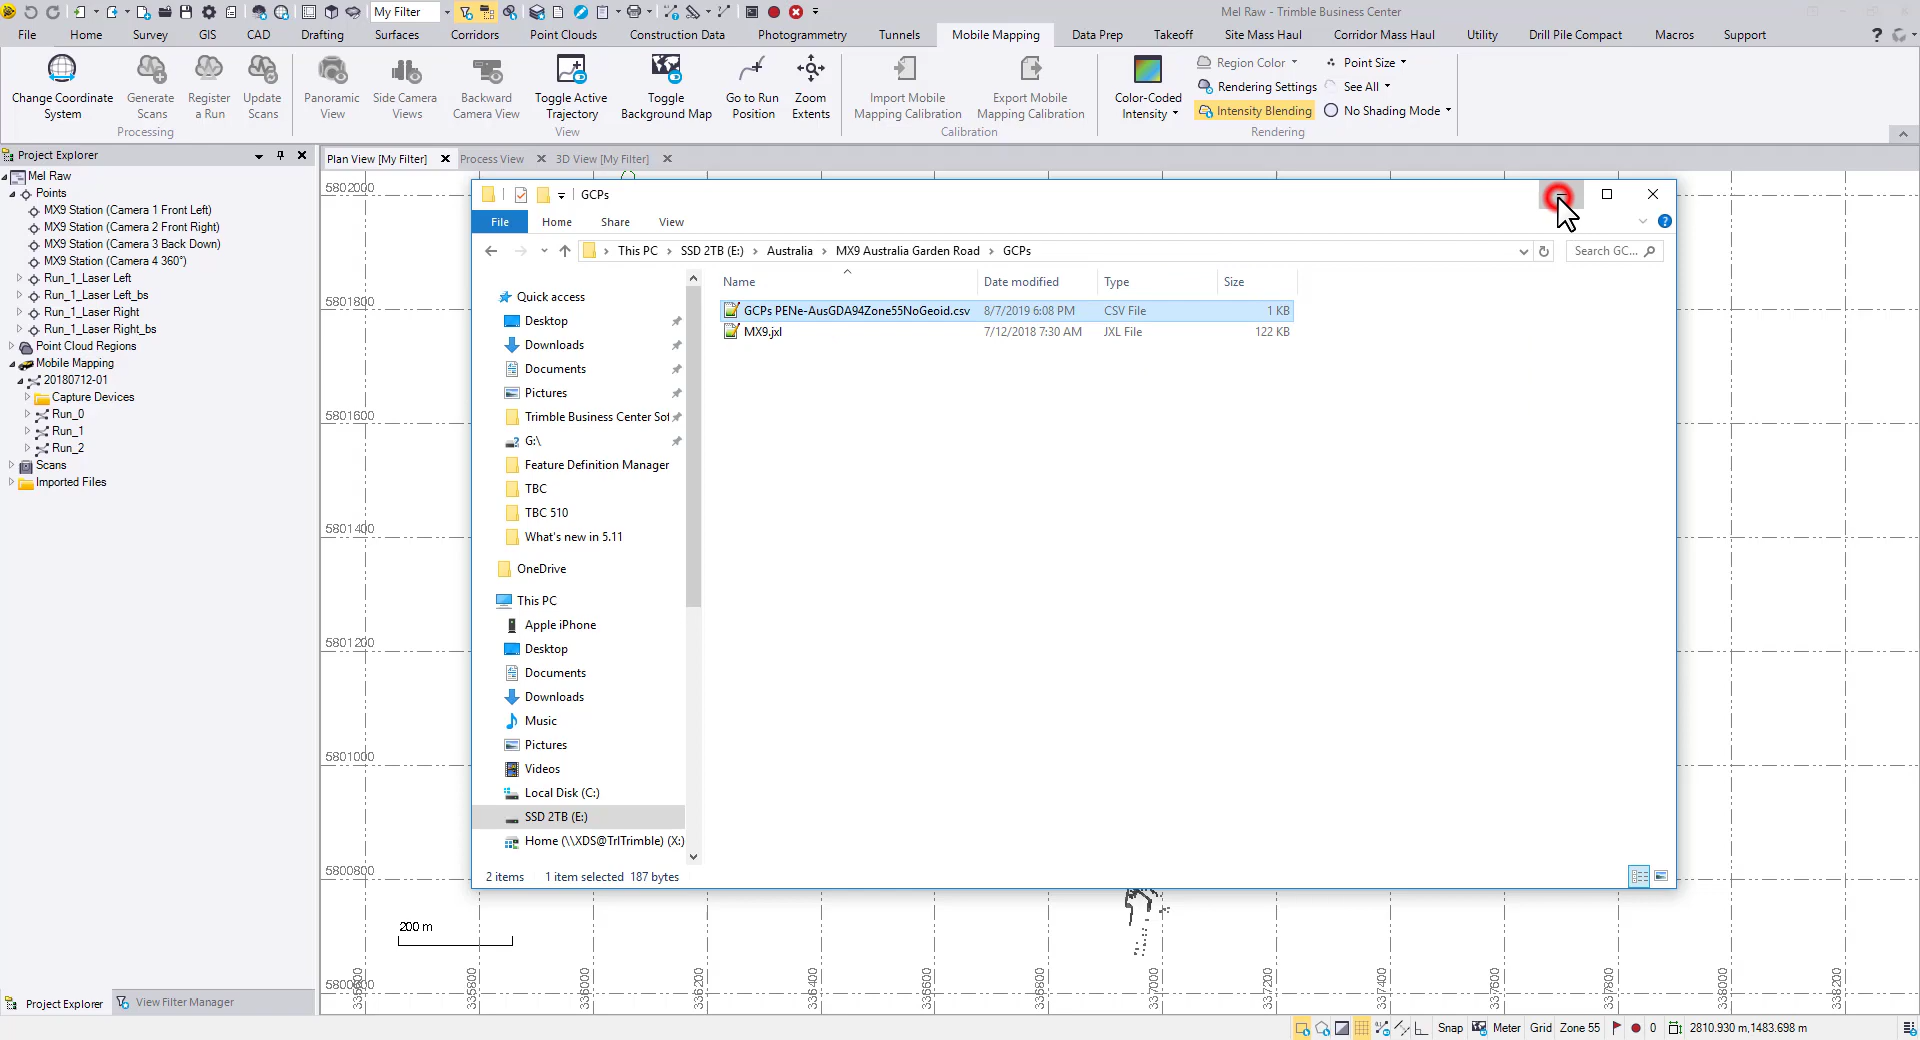 My Filter
Mel Raw - Trimble Business Center
File Home Survey GIS CAD Drafting Surfaces Corridors Point Clouds Construction Data Photogrammetry Tunnels Mobile Mapping Data Prep Takeoff Site Mass Haul Corridor Mass Haul Utility Drill Pile Compact Macros Support
Change Coordinate System
Generate Scans
Register a Run
Update Scans
Processing
Panoramic View
Side Camera Views
Backward Camera View
Toggle Active Trajectory
Toggle Background Map
Go to Run Position
Zoom Extents
View
Import Mobile Mapping Calibration
Export Mobile Mapping Calibration
Calibration
Color-Coded Intensity
Region Color
Rendering Settings
Intensity Blending
Point Size
See All
No Shading Mode
Rendering
Project Explorer
Plan View [My Filter] Process View 3D View [My Filter]
Mel Raw
Points
MX9 Station (Camera 1 Front Left)
MX9 Station (Camera 2 Front Right)
MX9 Station (Camera 3 Back Down)
MX9 Station (Camera 4 360°)
Run_1_Laser Left
Run_1_Laser Left_bs
Run_1_Laser Right
Run_1_Laser Right_bs
Point Cloud Regions
Mobile Mapping
20180712-01
Capture Devices
Run_0
Run_1
Run_2
Scans
Imported Files
Project Explorer View Filter Manager
5802000
5801800
5801600
5801400
5801200
5801000
5800800
5800600
200 m
GCPs
File Home Share View
This PC SSD 2TB (E:) Australia MX9 Australia Garden Road GCPs
Search GC...
Quick access
Desktop
Downloads
Documents
Pictures
Trimble Business Center Sof
G:\
Feature Definition Manager
TBC
TBC 510
What's new in 5.11
OneDrive
This PC
Apple iPhone
Desktop
Documents
Downloads
Music
Pictures
Videos
Local Disk (C:)
SSD 2TB (E:)
Home (\\XDS@TrlTrimble) (X:)
Name Date modified Type Size
GCPs PENe-AusGDA94Zone55NoGeoid.csv 8/7/2019 6:08 PM CSV File 1 KB
MX9.jxl 7/12/2018 7:30 AM JXL File 122 KB
2 items 1 item selected 187 bytes
335800 336000 336200 336400 336600 336800 337000 337200 337400 337600 337800 338000 338200
Snap Meter Grid Zone 55 0 2810.930 m,1483.698 m